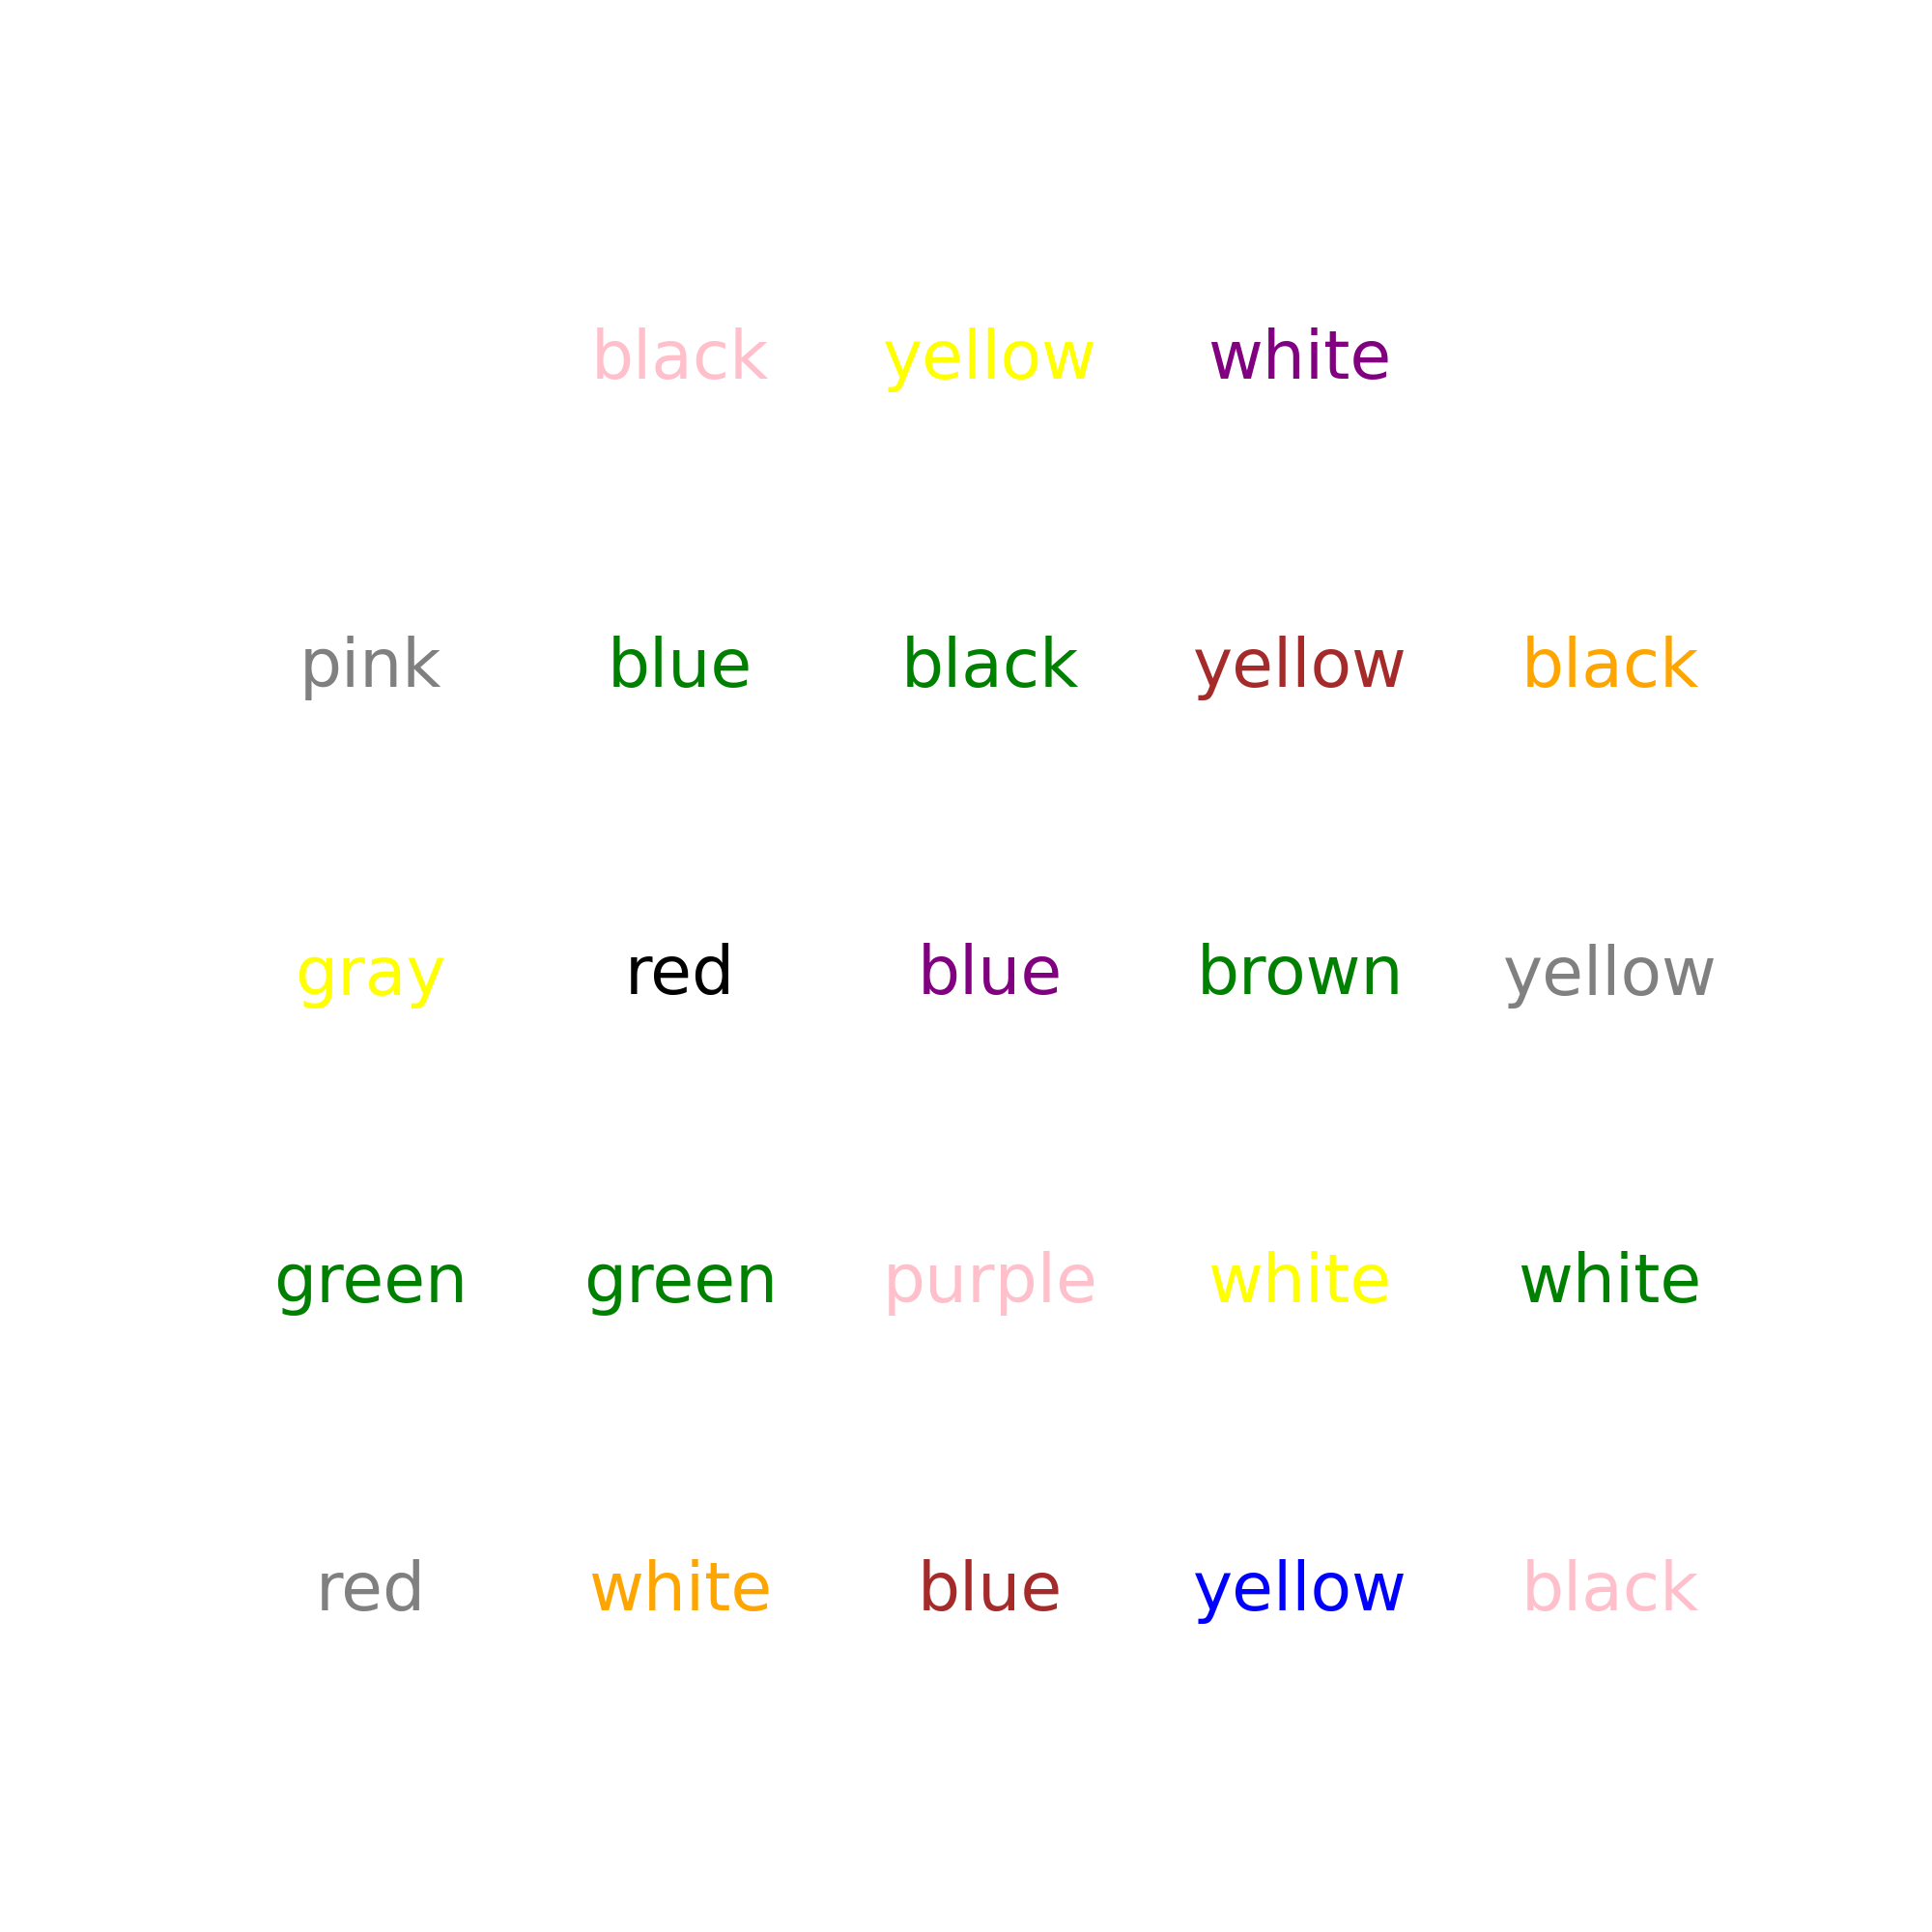 black yellow white
pink blue black yellow black
gray red blue brown yellow
green green purple white white
red white blue yellow black